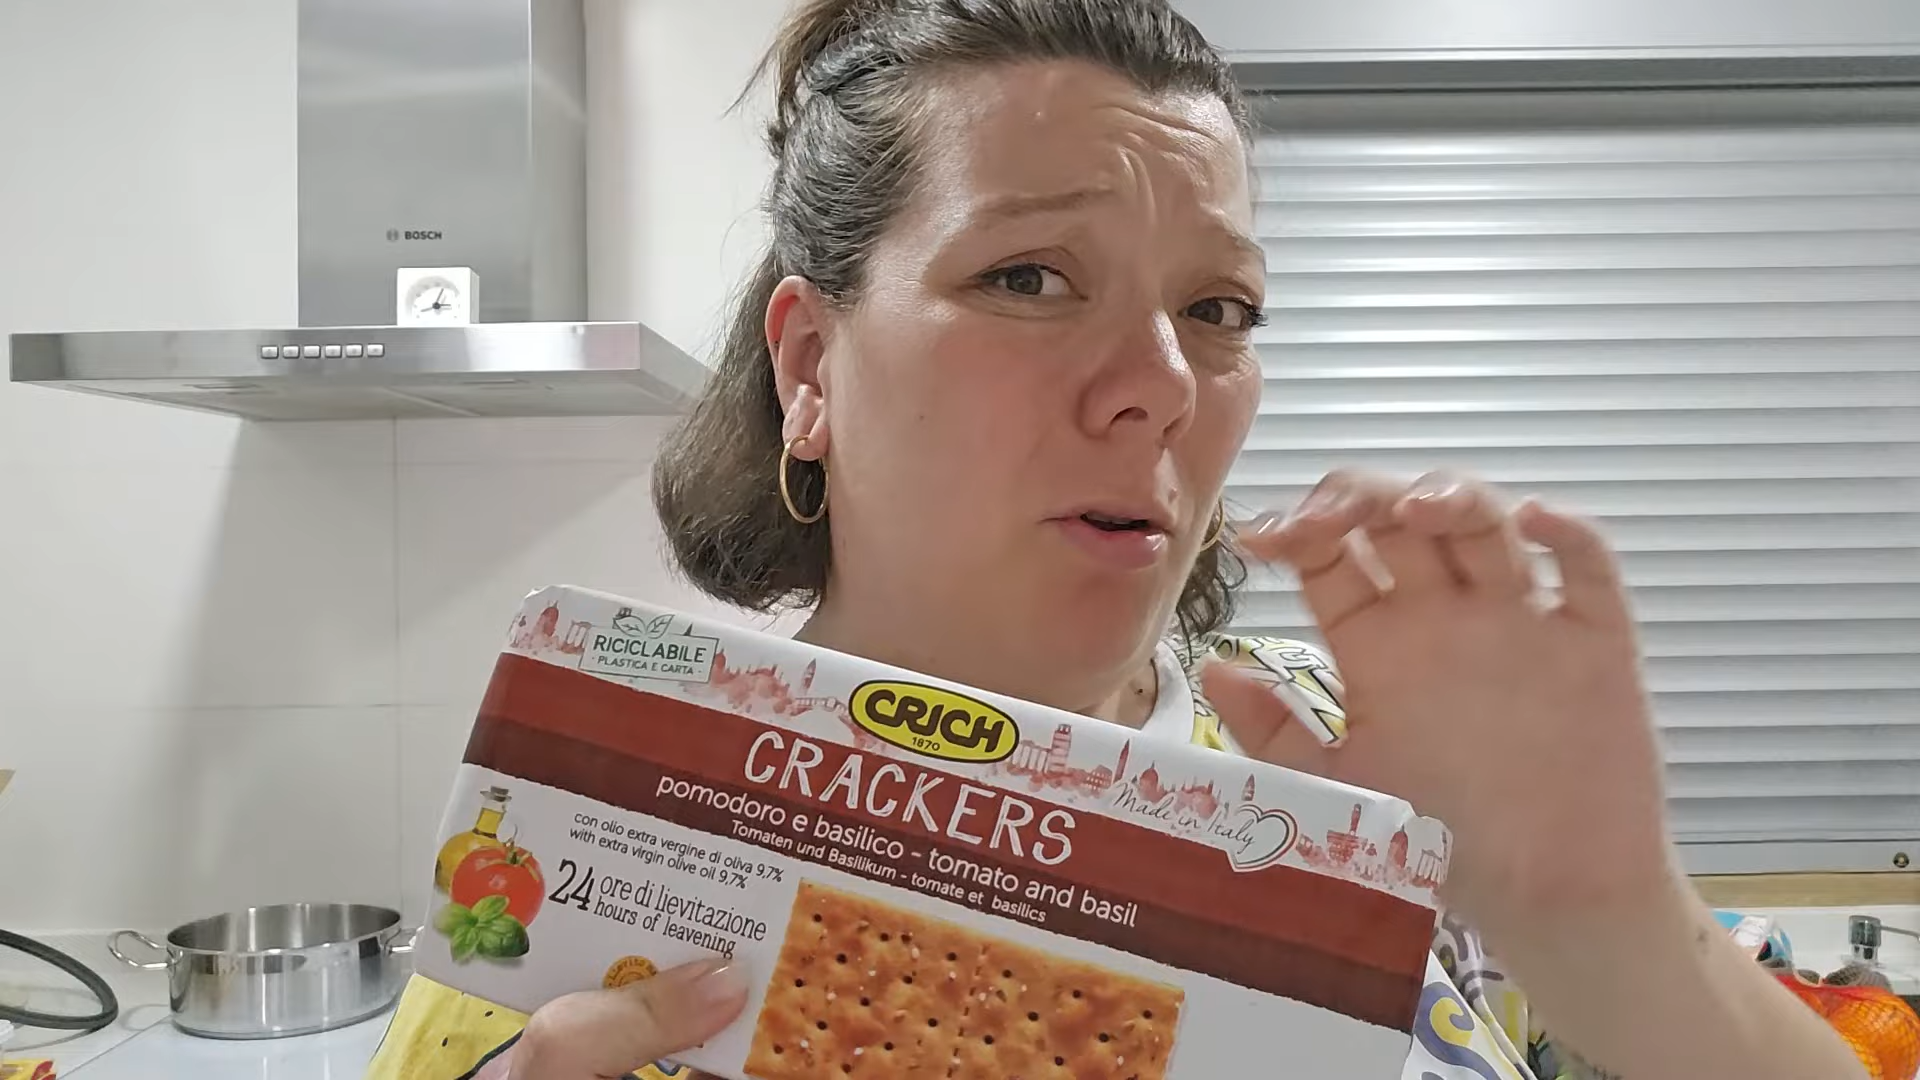 BOSCH
RICICLABILE
· PLASTICA E CARTA ·
CRICH
1870
CRACKERS
Made in Italy
pomodoro e basilico - tomato and basil
Tomaten und Basilikum - tomate et basilics
con olio extra vergine di oliva 9,7%
with extra virgin olive oil 9,7%
24 ore di lievitazione
hours of leavening